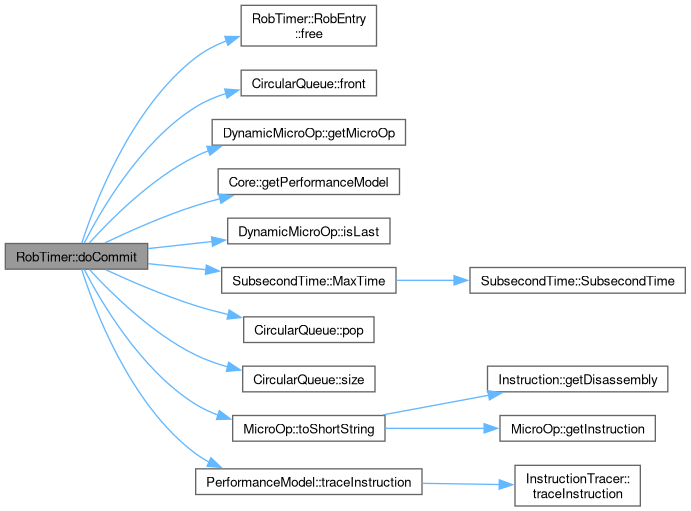 RobTimer::RobEntry
::free
CircularQueue::front
DynamicMicroOp::getMicroOp
Core::getPerformanceModel
DynamicMicroOp::isLast
RobTimer::doCommit
SubsecondTime::MaxTime
SubsecondTime::SubsecondTime
CircularQueue::pop
CircularQueue::size
Instruction::getDisassembly
MicroOp::toShortString
MicroOp::getInstruction
PerformanceModel::traceInstruction
InstructionTracer::
traceInstruction